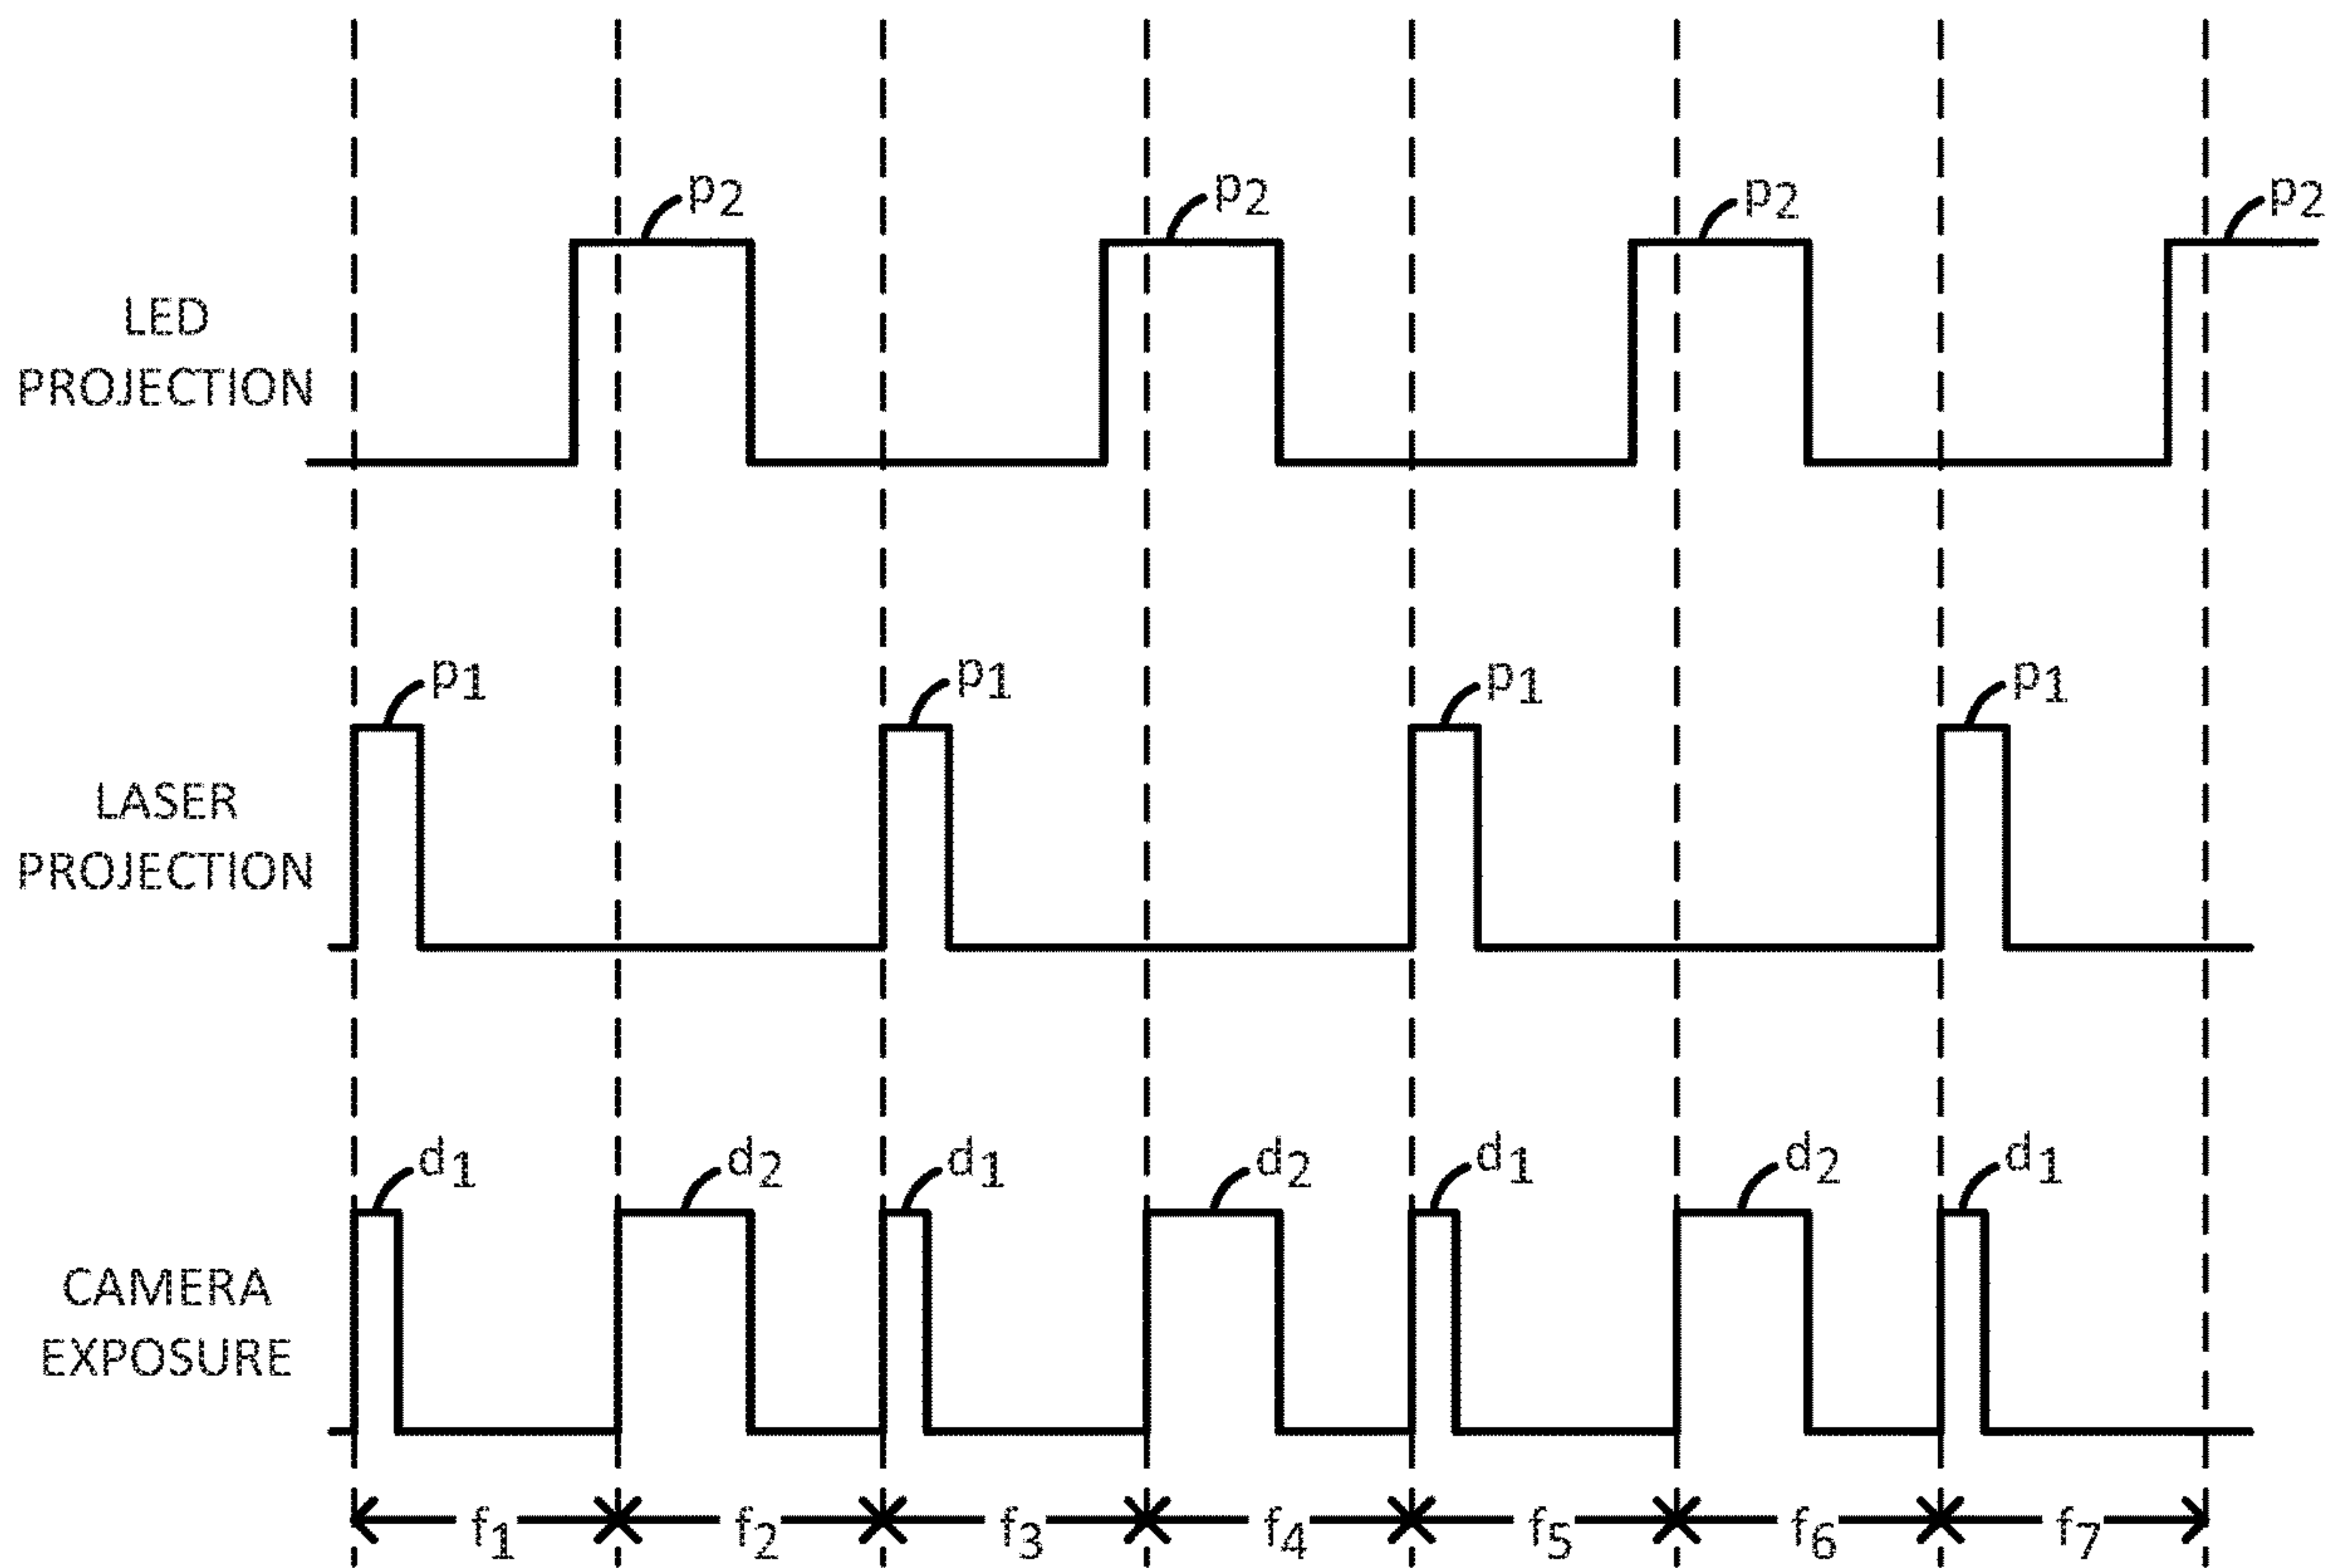 p2 p2 p2 p2
LED
PROJECTION
p1 p1 p1 p1
LASER
PROJECTION
d1 d2 d1 d2 d1 d2 d1
CAMERA
EXPOSURE
f1 f2 f3 f4 f5 f6 f7